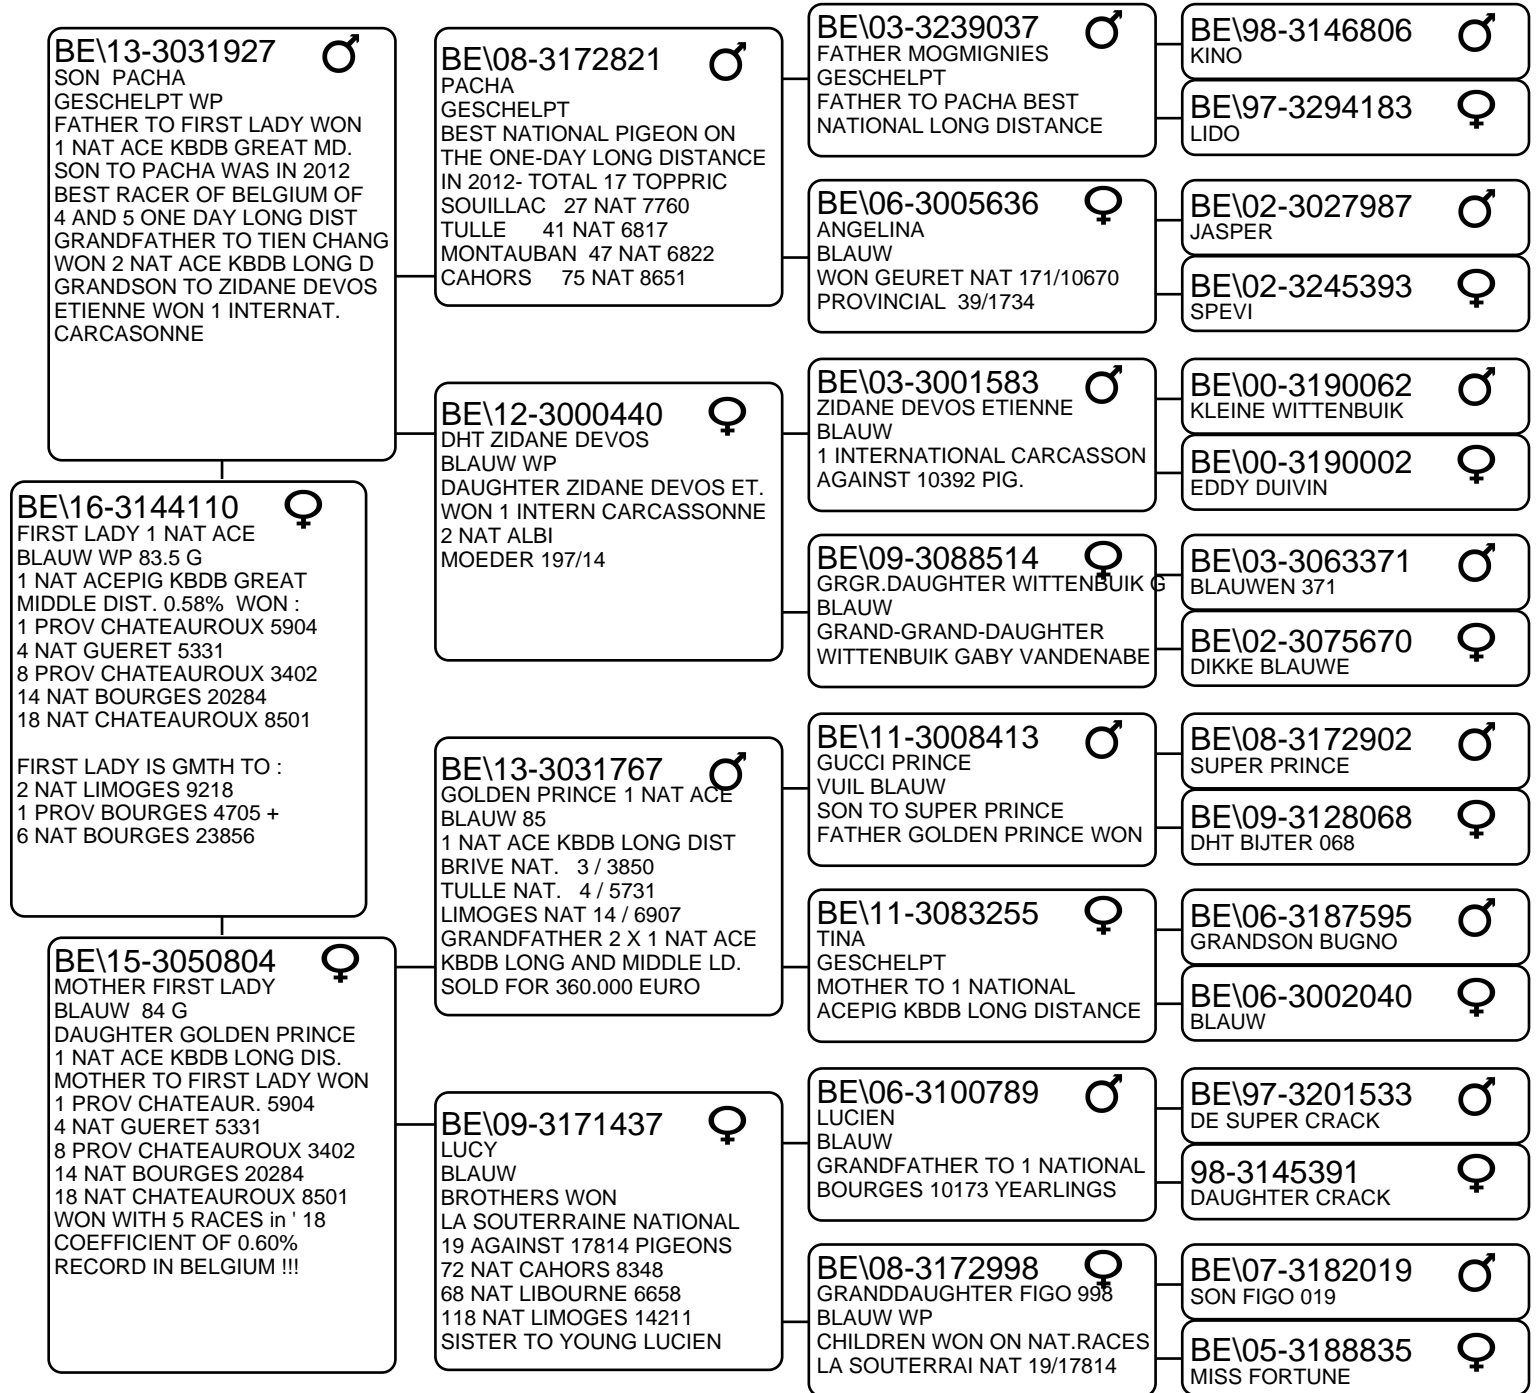 BE\13-3031927
SON  PACHA
GESCHELPT WP
FATHER TO FIRST LADY WON
1 NAT ACE KBDB GREAT MD.
SON TO PACHA WAS IN 2012
BEST RACER OF BELGIUM OF
4 AND 5 ONE DAY LONG DIST
GRANDFATHER TO TIEN CHANG
WON 2 NAT ACE KBDB LONG D
GRANDSON TO ZIDANE DEVOS
ETIENNE WON 1 INTERNAT.
CARCASONNE
BE\16-3144110
FIRST LADY 1 NAT ACE
BLAUW WP 83.5 G
1 NAT ACEPIG KBDB GREAT
MIDDLE DIST. 0.58%  WON :
1 PROV CHATEAUROUX 5904
4 NAT GUERET 5331
8 PROV CHATEAUROUX 3402
14 NAT BOURGES 20284
18 NAT CHATEAUROUX 8501
FIRST LADY IS GMTH TO :
2 NAT LIMOGES 9218
1 PROV BOURGES 4705 +
6 NAT BOURGES 23856
BE\15-3050804
MOTHER FIRST LADY
BLAUW  84 G
DAUGHTER GOLDEN PRINCE
1 NAT ACE KBDB LONG DIS.
MOTHER TO FIRST LADY WON
1 PROV CHATEAUR. 5904
4 NAT GUERET 5331
8 PROV CHATEAUROUX 3402
14 NAT BOURGES 20284
18 NAT CHATEAUROUX 8501
WON WITH 5 RACES in ' 18
COEFFICIENT OF 0.60%
RECORD IN BELGIUM !!!
BE\08-3172821
PACHA
GESCHELPT
BEST NATIONAL PIGEON ON
THE ONE-DAY LONG DISTANCE
IN 2012- TOTAL 17 TOPPRIC
SOUILLAC   27 NAT 7760
TULLE      41 NAT 6817
MONTAUBAN  47 NAT 6822
CAHORS     75 NAT 8651
BE\12-3000440
DHT ZIDANE DEVOS
BLAUW WP
DAUGHTER ZIDANE DEVOS ET.
WON 1 INTERN CARCASSONNE
2 NAT ALBI
MOEDER 197/14
BE\13-3031767
GOLDEN PRINCE 1 NAT ACE
BLAUW 85
1 NAT ACE KBDB LONG DIST
BRIVE NAT.   3 / 3850
TULLE NAT.   4 / 5731
LIMOGES NAT 14 / 6907
GRANDFATHER 2 X 1 NAT ACE
KBDB LONG AND MIDDLE LD.
SOLD FOR 360.000 EURO
BE\09-3171437
LUCY
BLAUW
BROTHERS WON
LA SOUTERRAINE NATIONAL
19 AGAINST 17814 PIGEONS
72 NAT CAHORS 8348
68 NAT LIBOURNE 6658
118 NAT LIMOGES 14211
SISTER TO YOUNG LUCIEN
BE\03-3239037
FATHER MOGMIGNIES
GESCHELPT
FATHER TO PACHA BEST
NATIONAL LONG DISTANCE
BE\06-3005636
ANGELINA
BLAUW
WON GEURET NAT 171/10670
PROVINCIAL  39/1734
BE\03-3001583
ZIDANE DEVOS ETIENNE
BLAUW
1 INTERNATIONAL CARCASSON
AGAINST 10392 PIG.
BE\09-3088514
GRGR.DAUGHTER WITTENBUIK G
BLAUW
GRAND-GRAND-DAUGHTER
WITTENBUIK GABY VANDENABE
BE\11-3008413
GUCCI PRINCE
VUIL BLAUW
SON TO SUPER PRINCE
FATHER GOLDEN PRINCE WON
BE\11-3083255
TINA
GESCHELPT
MOTHER TO 1 NATIONAL
ACEPIG KBDB LONG DISTANCE
BE\06-3100789
LUCIEN
BLAUW
GRANDFATHER TO 1 NATIONAL
BOURGES 10173 YEARLINGS
BE\08-3172998
GRANDDAUGHTER FIGO 998
BLAUW WP
CHILDREN WON ON NAT.RACES
LA SOUTERRAI NAT 19/17814
BE\98-3146806
KINO
BE\97-3294183
LIDO
BE\02-3027987
JASPER
BE\02-3245393
SPEVI
BE\00-3190062
KLEINE WITTENBUIK
BE\00-3190002
EDDY DUIVIN
BE\03-3063371
BLAUWEN 371
BE\02-3075670
DIKKE BLAUWE
BE\08-3172902
SUPER PRINCE
BE\09-3128068
DHT BIJTER 068
BE\06-3187595
GRANDSON BUGNO
BE\06-3002040
BLAUW
BE\97-3201533
DE SUPER CRACK
98-3145391
DAUGHTER CRACK
BE\07-3182019
SON FIGO 019
BE\05-3188835
MISS FORTUNE